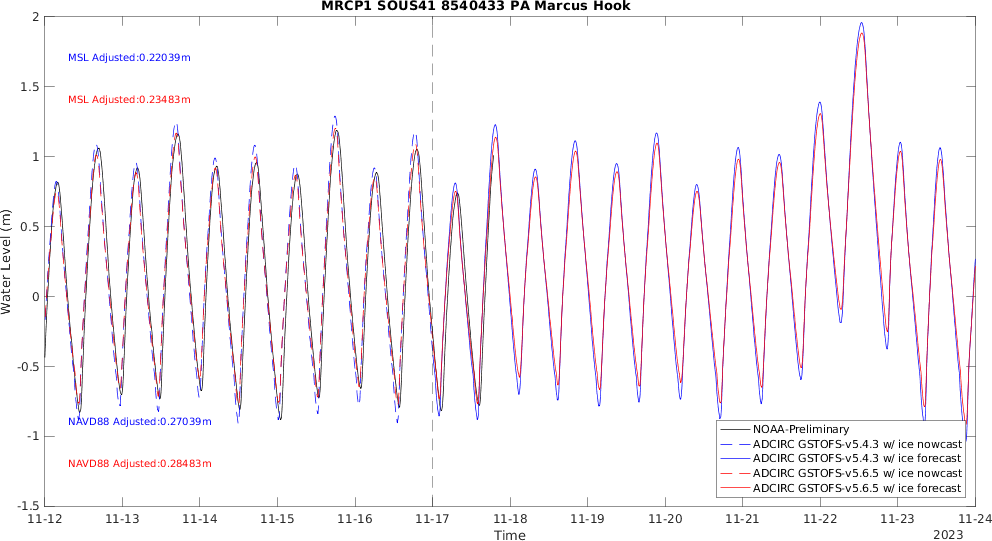 MRCP1 SOUS41 8540433 PA Marcus Hook
2
1.5
1
0.5
0
-0.5
-1
-1.5
Water Level (m)
MSL Adjusted:0.22039m
MSL Adjusted:0.23483m
NAVD88 Adjusted:0.27039m
NAVD88 Adjusted:0.28483m
NOAA-Preliminary
ADCIRC GSTOFS-v5.4.3 w/ ice nowcast
ADCIRC GSTOFS-v5.4.3 w/ ice forecast
ADCIRC GSTOFS-v5.6.5 w/ ice nowcast
ADCIRC GSTOFS-v5.6.5 w/ ice forecast
11-12 11-13 11-14 11-15 11-16 11-17 11-18 11-19 11-20 11-21 11-22 11-23 11-24
Time
2023